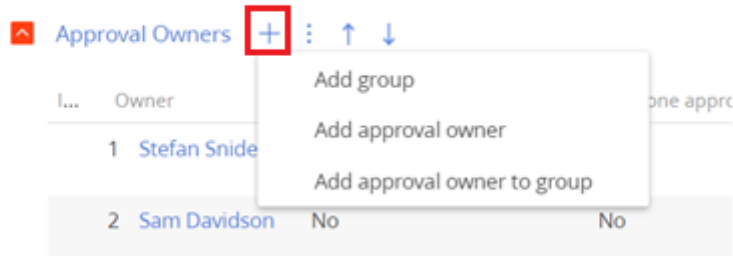 Approval Owners
Add group
I... Owner one appro
Add approval owner
1 Stefan Snide
Add approval owner to group
2 Sam Davidson No No